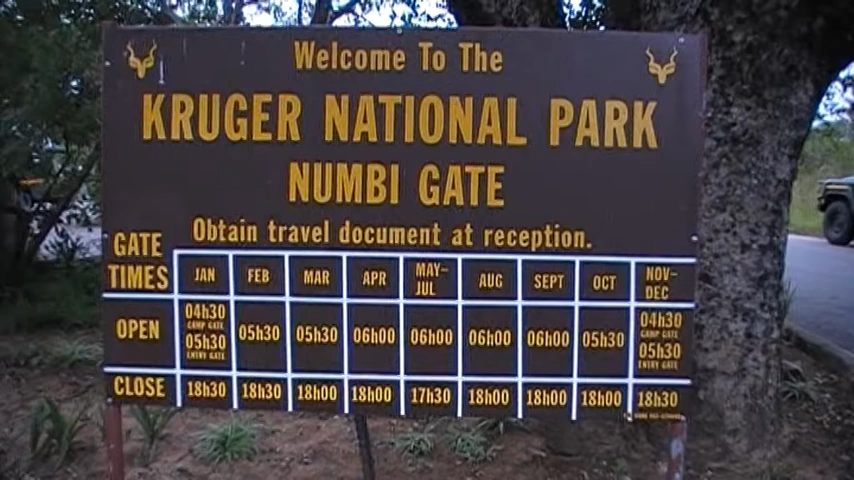 Welcome To The
KRUGER NATIONAL PARK
NUMBI GATE
Obtain travel document at reception.
GATE TIMES JAN FEB MAR APR MAY-JUL AUG SEPT OCT NOV-DEC
OPEN 04h30 CAMP GATE 05h30 ENTRY GATE 05h30 05h30 06h00 06h00 06h00 06h00 05h30 04h30 CAMP GATE 05h30 ENTRY GATE
CLOSE 18h30 18h30 18h00 18h00 17h30 18h00 18h00 18h00 18h30